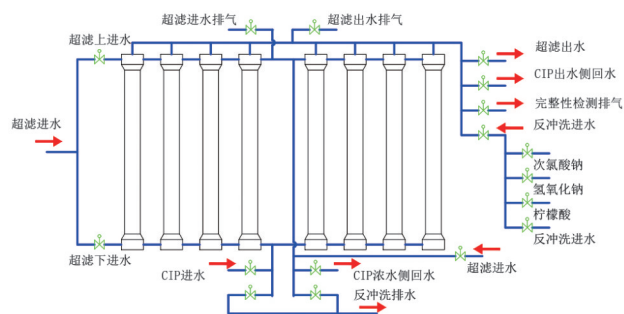 超滤进水排气
超滤出水排气
超滤上进水
超滤出水
CIP出水侧回水
完整性检测排气
超滤进水
反冲洗进水
次氯酸钠
氢氧化钠
柠檬酸
反冲洗进水
超滤下进水
CIP进水
CIP浓水侧回水
超滤进水
反冲洗排水